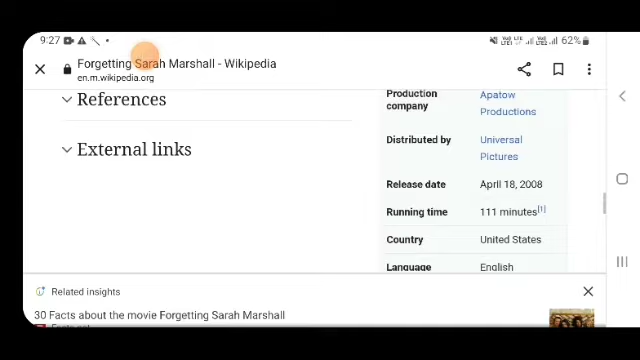 9:27
62%
Forgetting Sarah Marshall - Wikipedia
en.m.wikipedia.org
References
External links
Production company
Apatow Productions
Distributed by
Universal Pictures
Release date
April 18, 2008
Running time
111 minutes[1]
Country
United States
Language
English
Related insights
30 Facts about the movie Forgetting Sarah Marshall